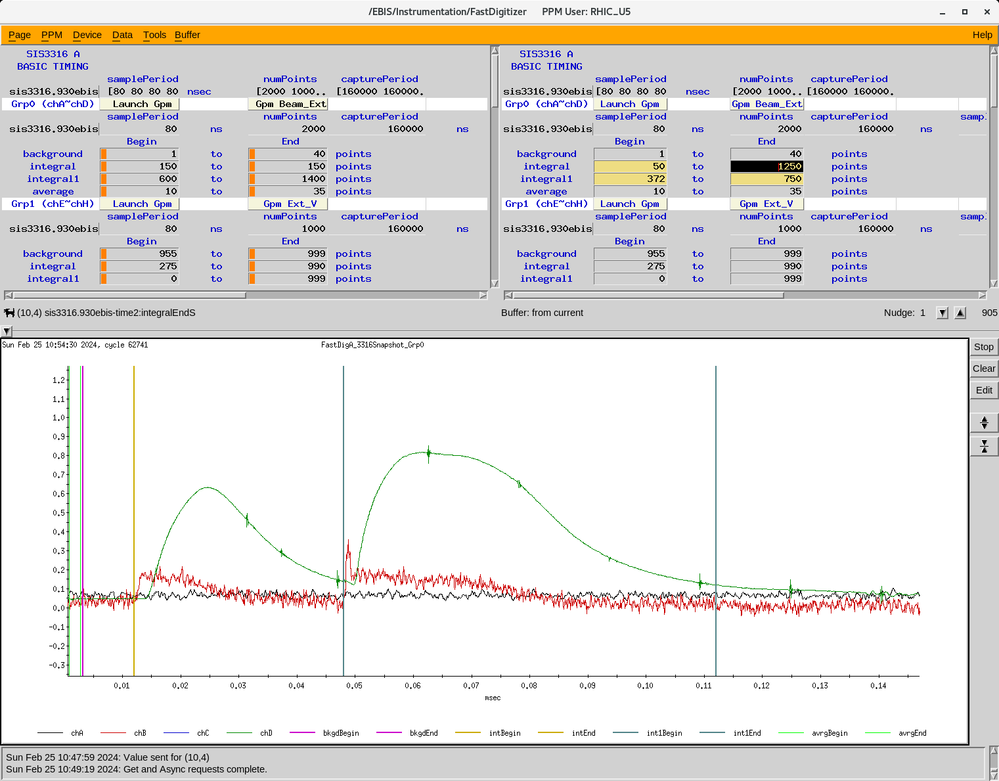 /EBIS/Instrumentation/FastDigitizer PPM User: RHIC_U5
Page PPM Device Data Tools Buffer Help
SIS3316 A
BASIC TIMING
samplePeriod numPoints capturePeriod
sis3316.930ebis [80 80 80 80 nsec [2000 1000.. [160000 160000.
Grp0 (chA~chD) Launch Gpm Gpm Beam_Ext
samplePeriod numPoints capturePeriod
sis3316.930ebis 80 ns 2000 160000 ns
Begin End
background 1 to 40 points
integral 150 to 150 points
integral1 600 to 1400 points
average 10 to 35 points
Grp1 (chE~chH) Launch Gpm Gpm Ext_V
samplePeriod numPoints capturePeriod
sis3316.930ebis 80 ns 1000 160000 ns
Begin End
background 955 to 999 points
integral 275 to 990 points
integral1 0 to 999 points
SIS3316 A
BASIC TIMING
samplePeriod numPoints capturePeriod
sis3316.930ebis [80 80 80 80 nsec [2000 1000.. [160000 160000.
Grp0 (chA~chD) Launch Gpm Gpm Beam_Ext
samplePeriod numPoints capturePeriod sampl
sis3316.930ebis 80 ns 2000 160000 ns
Begin End
background 1 to 40 points
integral 50 to 1250 points
integral1 372 to 750 points
average 10 to 35 points
Grp1 (chE~chH) Launch Gpm Gpm Ext_V
samplePeriod numPoints capturePeriod sampl
sis3316.930ebis 80 ns 1000 160000 ns
Begin End
background 955 to 999 points
integral 275 to 990 points
integral1 0 to 999 points
(10,4) sis3316.930ebis-time2:integralEndS Buffer: from current Nudge: 1 905
Sun Feb 25 10:54:30 2024, cycle 62741 FastDigA_3316Snapshot_Grp0
Stop
Clear
Edit
1.2
1.1
1.0
0.9
0.8
0.7
0.6
0.5
0.4
0.3
0.2
0.1
0.0
-0.1
-0.2
-0.3
0.01 0.02 0.03 0.04 0.05 0.06 0.07 0.08 0.09 0.10 0.11 0.12 0.13 0.14
msec
chA chB chC chD bkgdBegin bkgdEnd intBegin intEnd int1Begin int1End avrgBegin avrgEnd
Sun Feb 25 10:47:59 2024: Value sent for (10,4)
Sun Feb 25 10:49:19 2024: Get and Async requests complete.